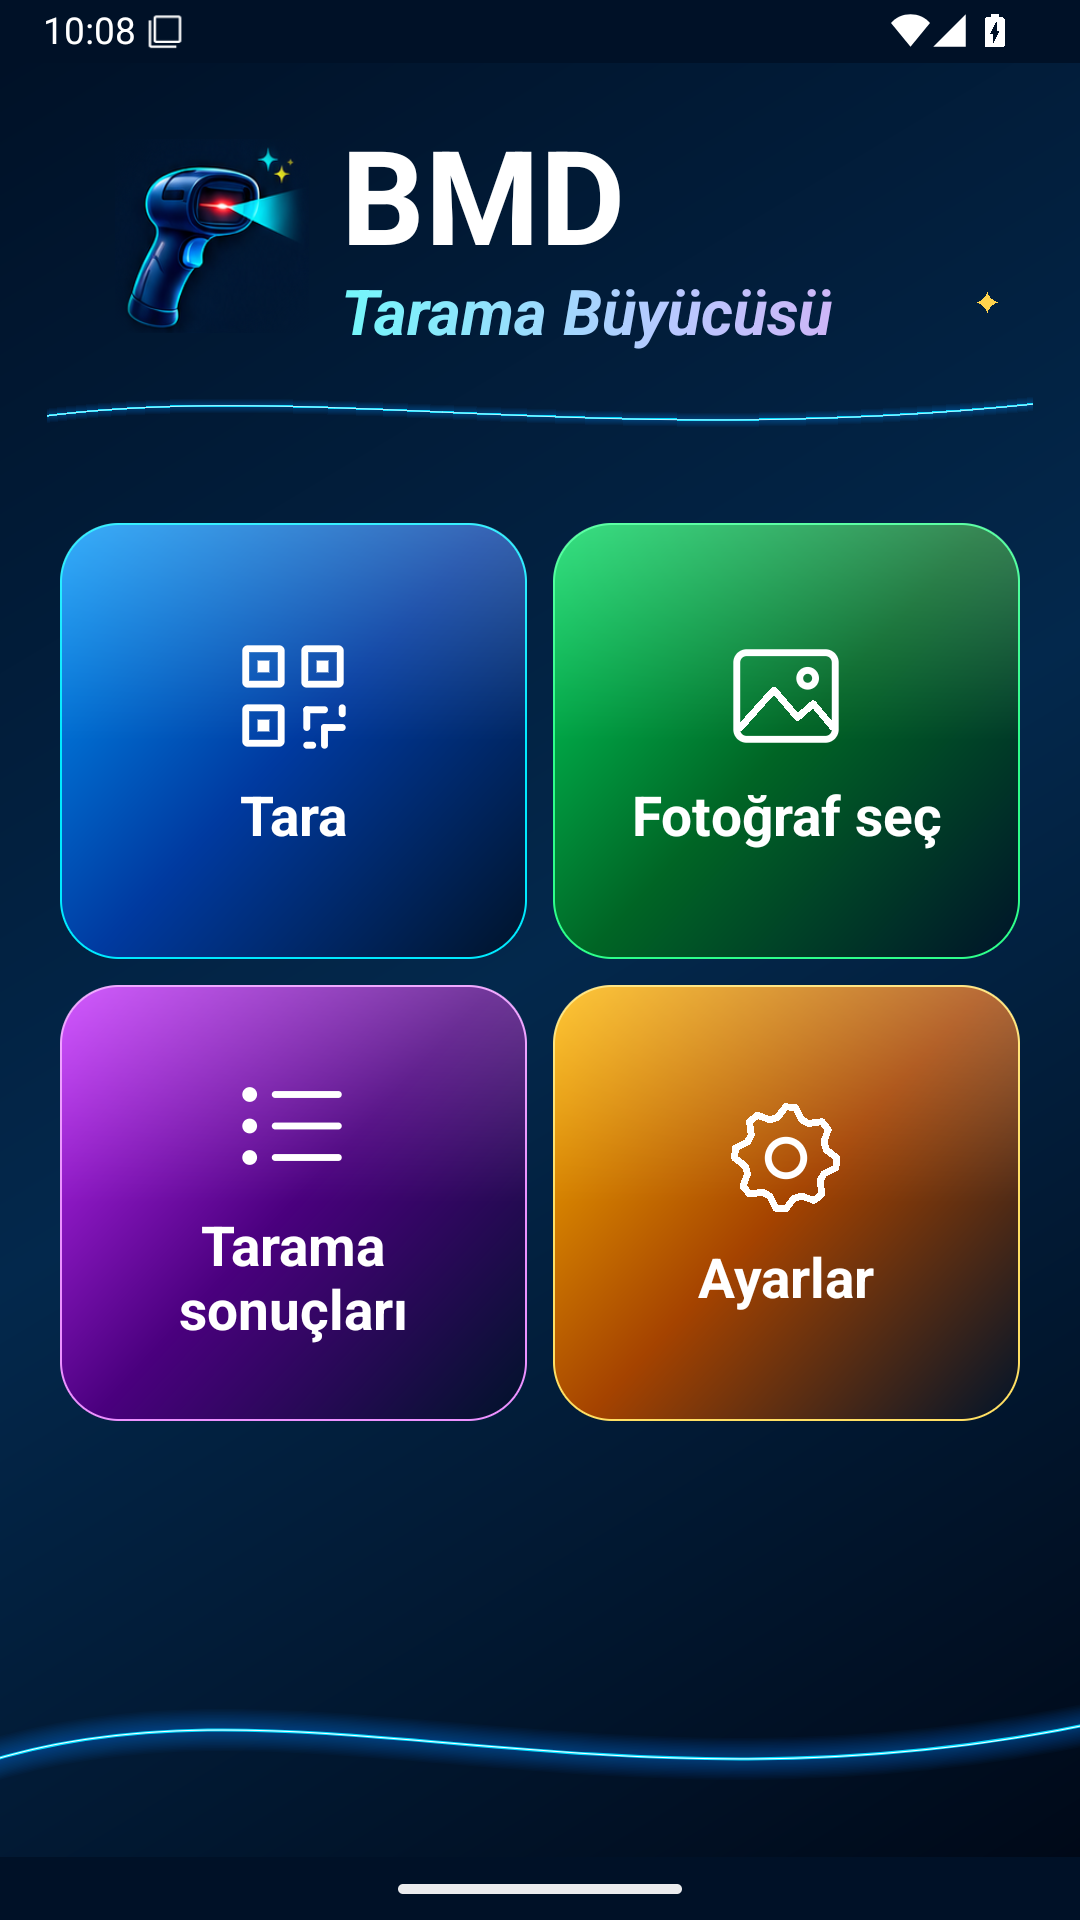 10:08
BMD
Tarama Büyücüsü
Tara
Fotoğraf seç
Tarama
sonuçları
Ayarlar